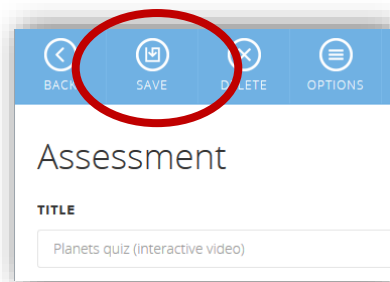 BACK SAVE DELETE OPTIONS
Assessment
TITLE
Planets quiz (interactive video)